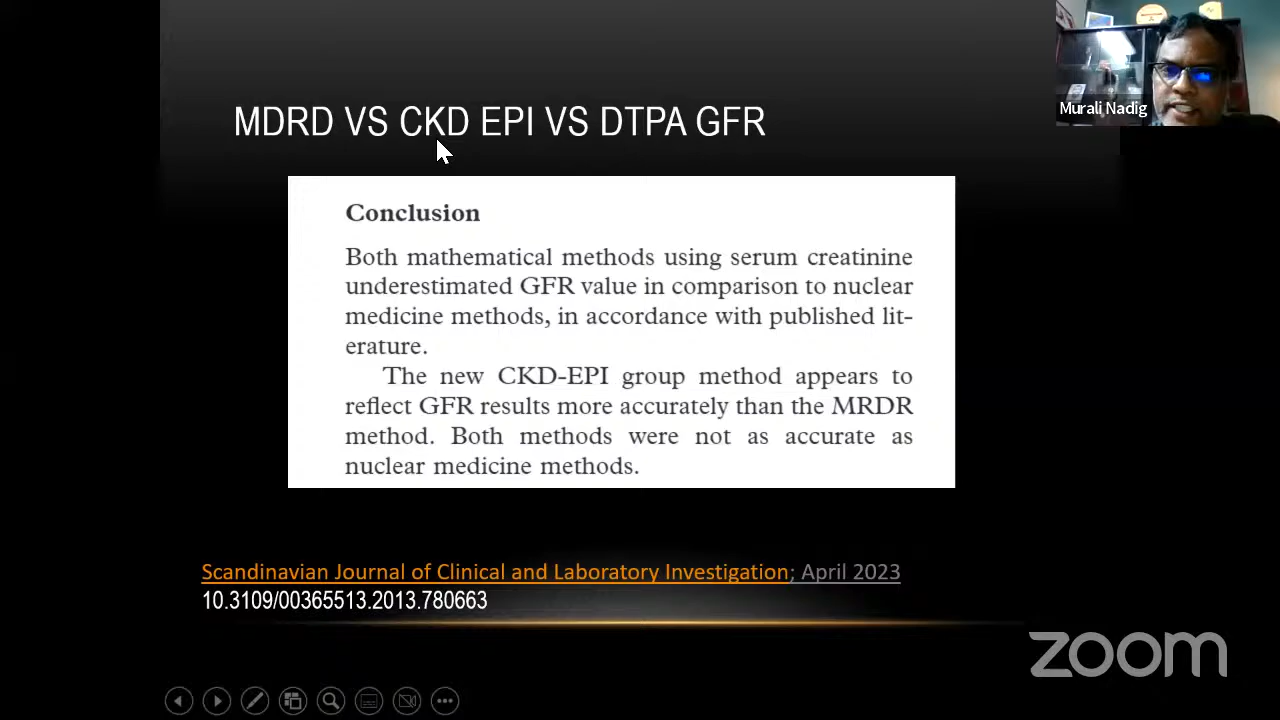 MDRD VS CKD EPI VS DTPA GFR
Murali Nadig
Conclusion
Both mathematical methods using serum creatinine
underestimated GFR value in comparison to nuclear
medicine methods, in accordance with published lit-
erature.
The new CKD-EPI group method appears to
reflect GFR results more accurately than the MRDR
method. Both methods were not as accurate as
nuclear medicine methods.
Scandinavian Journal of Clinical and Laboratory Investigation; April 2023
10.3109/00365513.2013.780663
zoom